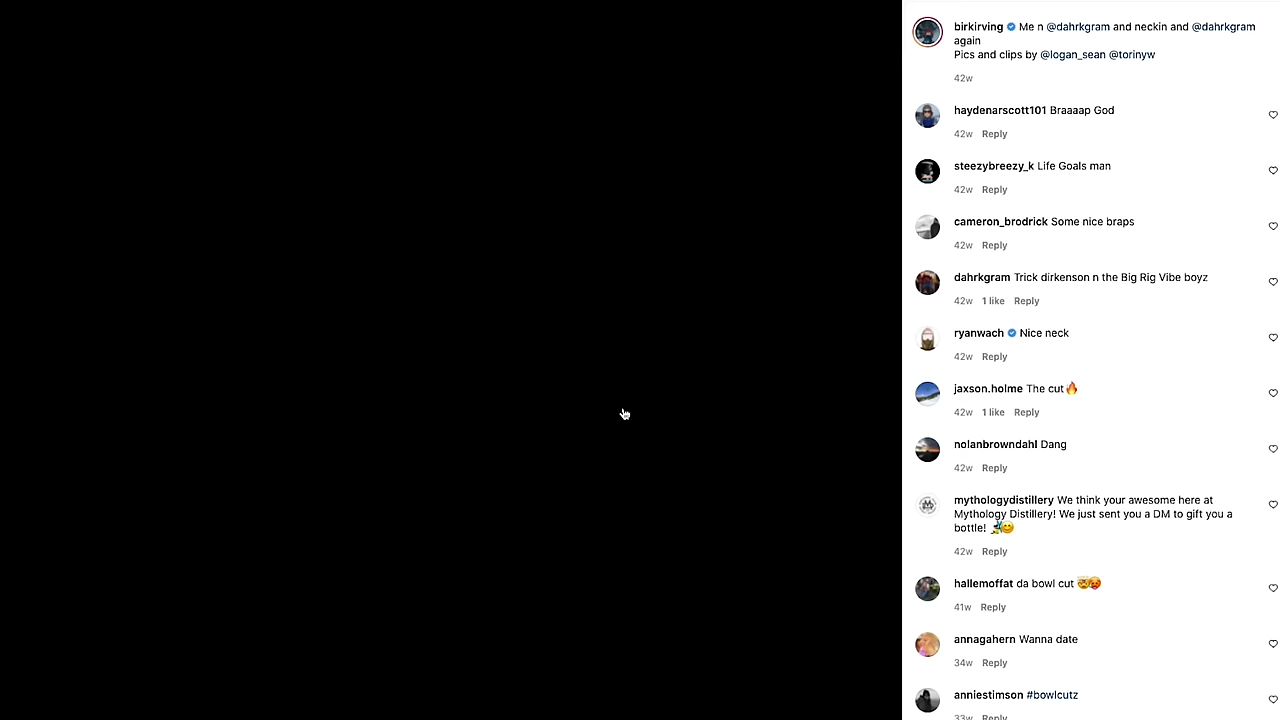 birkirving Me n @dahrkgram and neckin and @dahrkgram
again
Pics and clips by @logan_sean @torinyw
42w
haydenarscott101 Braaaap God
42w Reply
steezybreezy_k Life Goals man
42w Reply
cameron_brodrick Some nice braps
42w Reply
dahrkgram Trick dirkenson n the Big Rig Vibe boyz
42w 1 like Reply
ryanwach Nice neck
42w Reply
jaxson.holme The cut🔥
42w 1 like Reply
nolanbrowndahl Dang
42w Reply
mythologydistillery We think your awesome here at
Mythology Distillery! We just sent you a DM to gift you a
bottle! 😊
42w Reply
hallemoffat da bowl cut 🤯🥵
41w Reply
annagahern Wanna date
34w Reply
anniestimson #bowlcutz
33w Reply